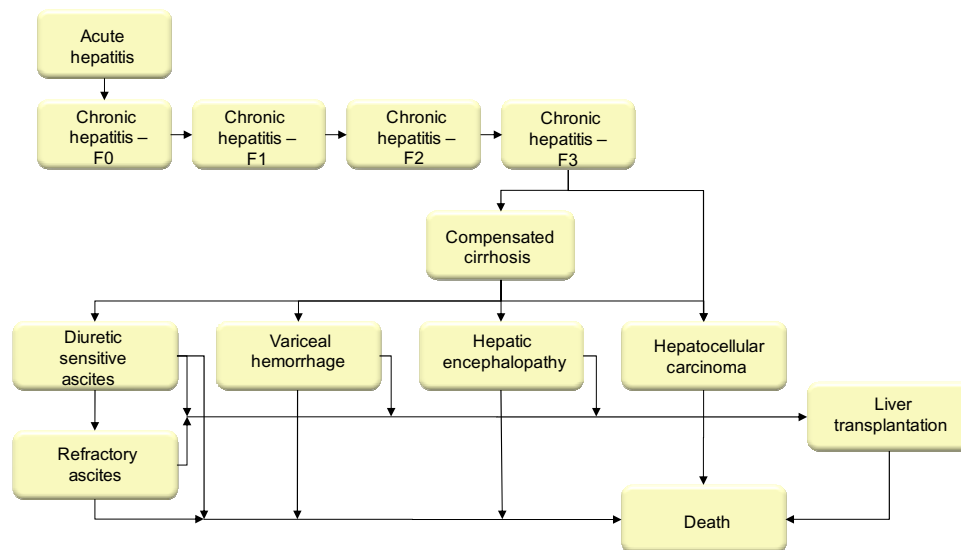 Acute
hepatitis
Chronic
hepatitis –
F0
Chronic
hepatitis –
F1
Chronic
hepatitis –
F2
Chronic
hepatitis –
F3
Compensated
cirrhosis
Diuretic
sensitive
ascites
Variceal
hemorrhage
Hepatic
encephalopathy
Hepatocellular
carcinoma
Liver
transplantation
Refractory
ascites
Death